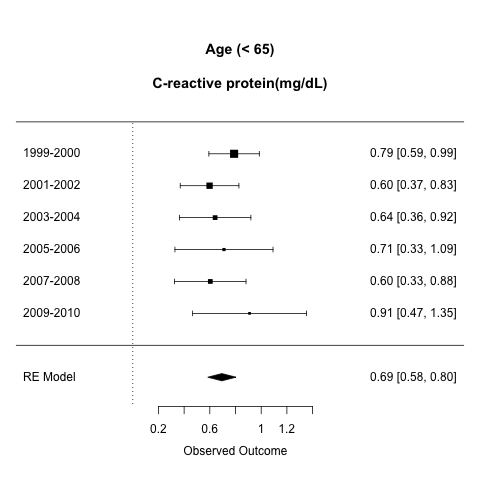 Age (< 65)
C-reactive protein(mg/dL)
1999-2000 0.79 [0.59, 0.99]
2001-2002 0.60 [0.37, 0.83]
2003-2004 0.64 [0.36, 0.92]
2005-2006 0.71 [0.33, 1.09]
2007-2008 0.60 [0.33, 0.88]
2009-2010 0.91 [0.47, 1.35]
RE Model 0.69 [0.58, 0.80]
0.2 0.6 1 1.2
Observed Outcome